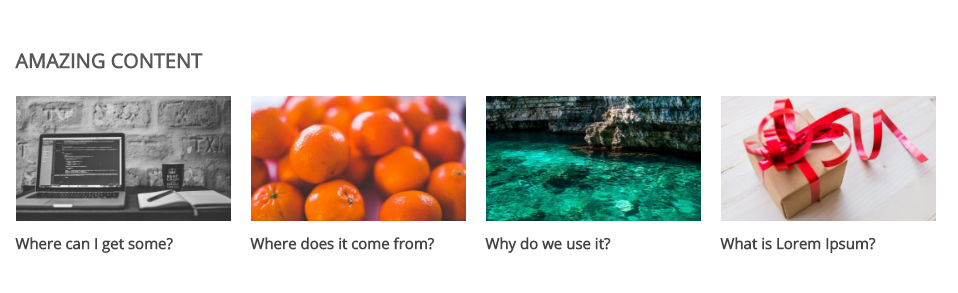 AMAZING CONTENT
Where can I get some?
Where does it come from?
Why do we use it?
What is Lorem Ipsum?